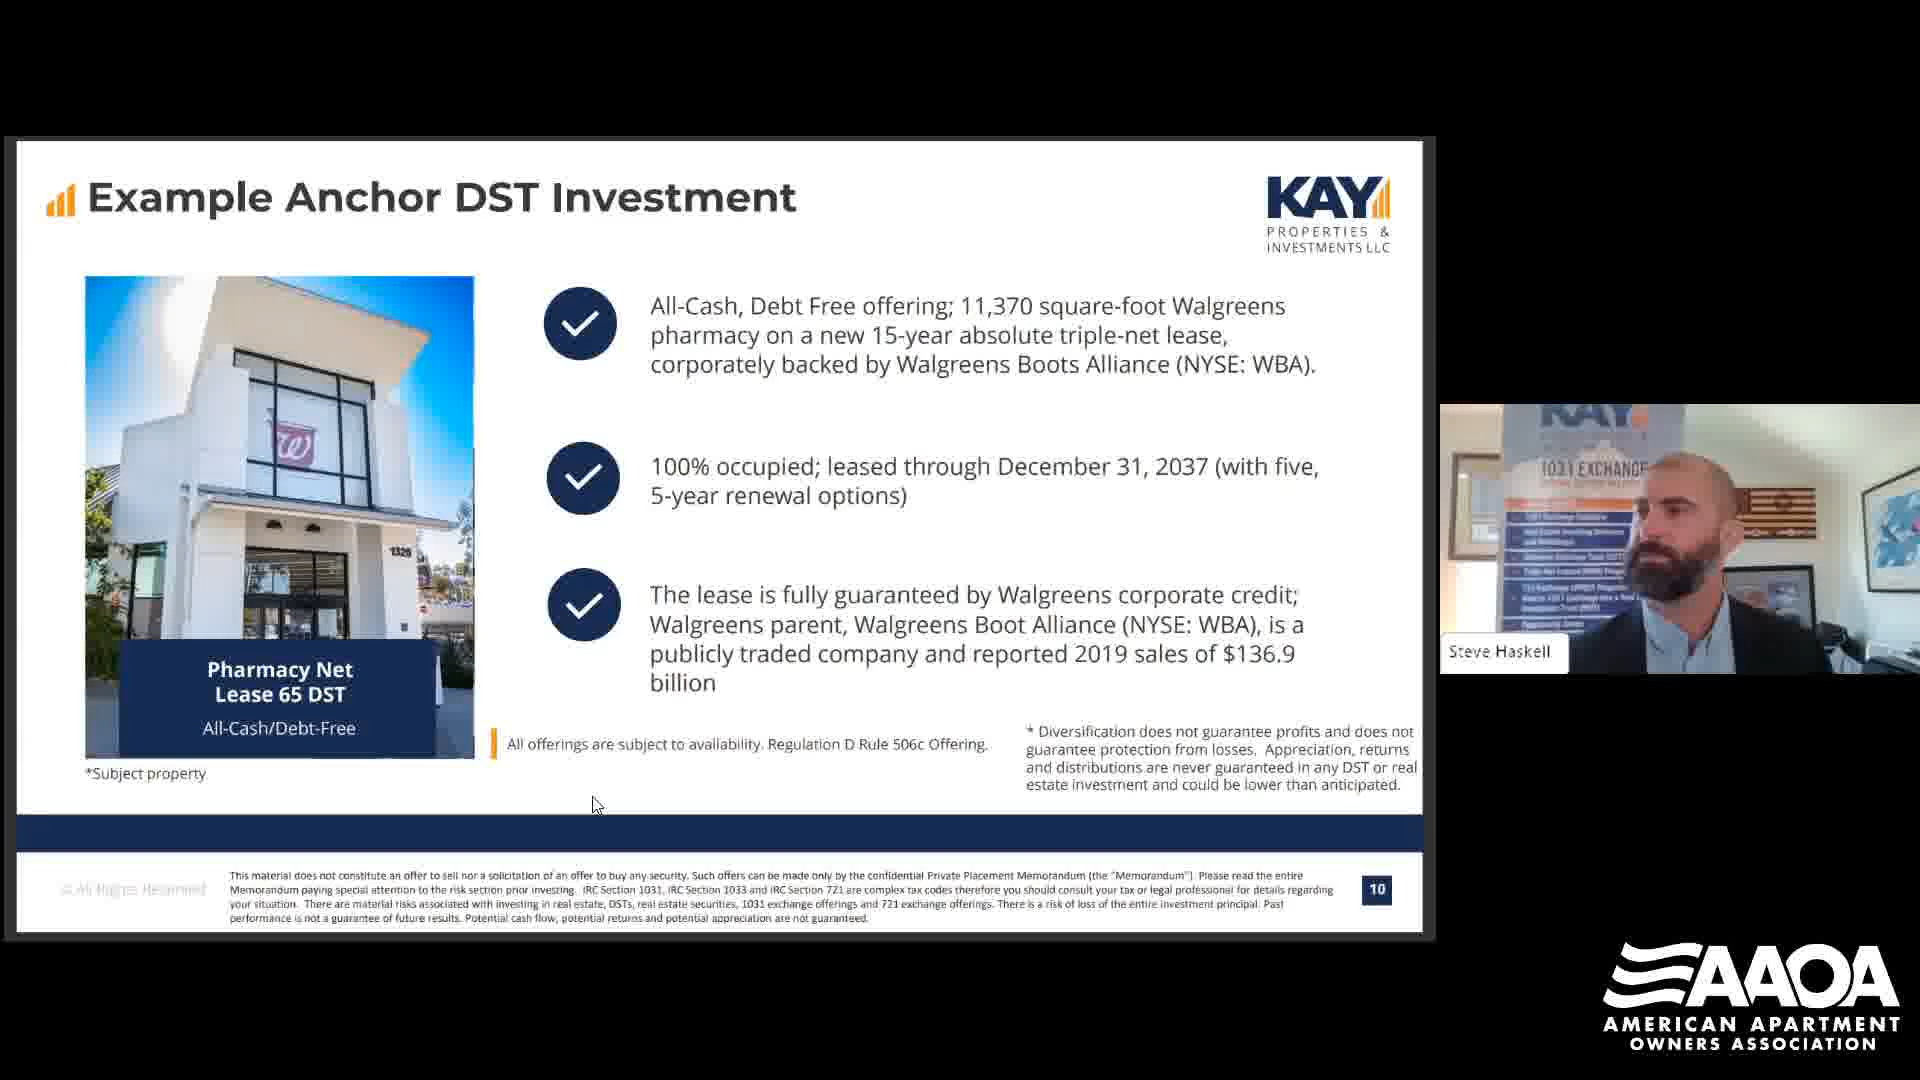 Example Anchor DST Investment
KAY
PROPERTIES &
INVESTMENTS LLC
All-Cash, Debt Free offering; 11,370 square-foot Walgreens
pharmacy on a new 15-year absolute triple-net lease,
corporately backed by Walgreens Boots Alliance (NYSE: WBA).
100% occupied; leased through December 31, 2037 (with five,
5-year renewal options)
The lease is fully guaranteed by Walgreens corporate credit;
Walgreens parent, Walgreens Boot Alliance (NYSE: WBA), is a
publicly traded company and reported 2019 sales of $136.9
billion
W
1328
Pharmacy Net
Lease 65 DST
All-Cash/Debt-Free
*Subject property
All offerings are subject to availability. Regulation D Rule 506c Offering.
* Diversification does not guarantee profits and does not
guarantee protection from losses. Appreciation, returns
and distributions are never guaranteed in any DST or real
estate investment and could be lower than anticipated.
© All Rights Reserved
This material does not constitute an offer to sell nor a solicitation of an offer to buy any security. Such offers can be made only by the confidential Private Placement Memorandum (the "Memorandum"). Please read the entire
Memorandum paying special attention to the risk section prior investing. IRC Section 1031, IRC Section 1033 and IRC Section 721 are complex tax codes therefore you should consult your tax or legal professional for details regarding
your situation. There are material risks associated with investing in real estate, DSTs, real estate securities, 1031 exchange offerings and 721 exchange offerings. There is a risk of loss of the entire investment principal. Past
performance is not a guarantee of future results. Potential cash flow, potential returns and potential appreciation are not guaranteed.
10
KAY
1031 EXCHANGE
Steve Haskell
AAOA
AMERICAN APARTMENT
OWNERS ASSOCIATION